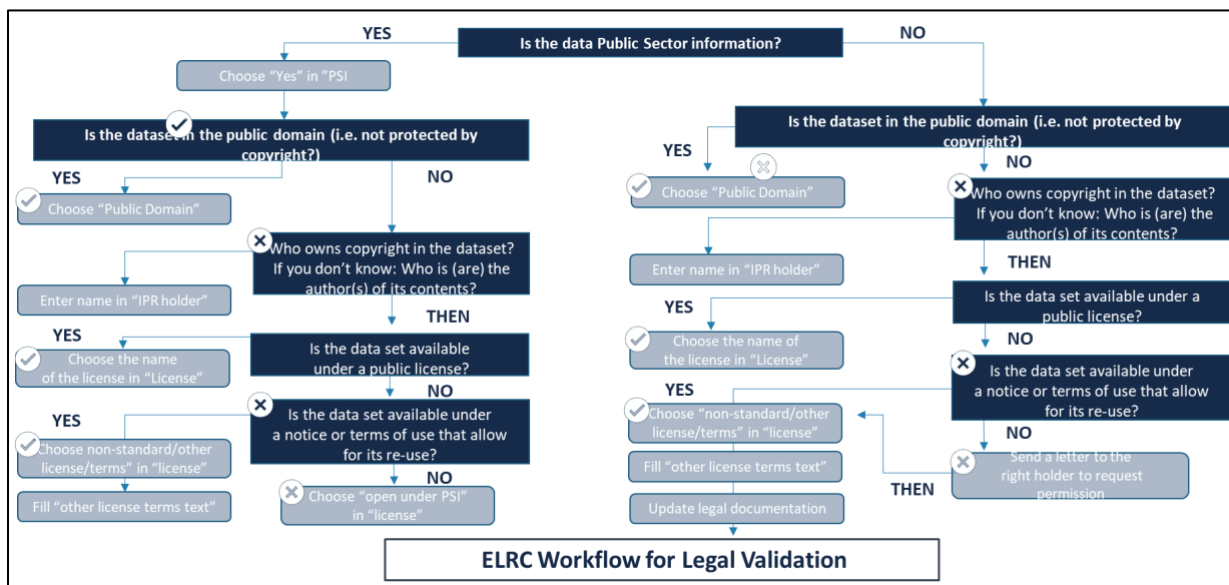 YES
Is the data Public Sector information?
NO
Choose “Yes” in ”PSI
Is the dataset in the public domain (i.e. not protected by
copyright?)
YES
NO
Choose “Public Domain”
Who owns copyright in the dataset?
If you don’t know: Who is (are) the
author(s) of its contents?
Enter name in “IPR holder”
THEN
YES
Is the data set available
under a public license?
Choose the name
of the license in “License”
NO
YES
Is the data set available under
a notice or terms of use that allow
for its re-use?
Choose non-standard/other
license/terms” in “license”
NO
Fill “other license terms text”
Choose “open under PSI”
in “license”
Is the dataset in the public domain (i.e. not protected by
copyright?)
YES
NO
Choose “Public Domain”
Who owns copyright in the dataset?
If you don’t know: Who is (are) the
author(s) of its contents?
Enter name in “IPR holder”
THEN
Is the data set available under a
public license?
YES
Choose the name of
the license in “License”
NO
Is the data set available under
a notice or terms of use that allow
for its re-use?
YES
Choose “non-standard/other
license/terms” in “license”
NO
Send a letter to the
right holder to request
permission
THEN
Fill “other license terms text”
Update legal documentation
ELRC Workflow for Legal Validation